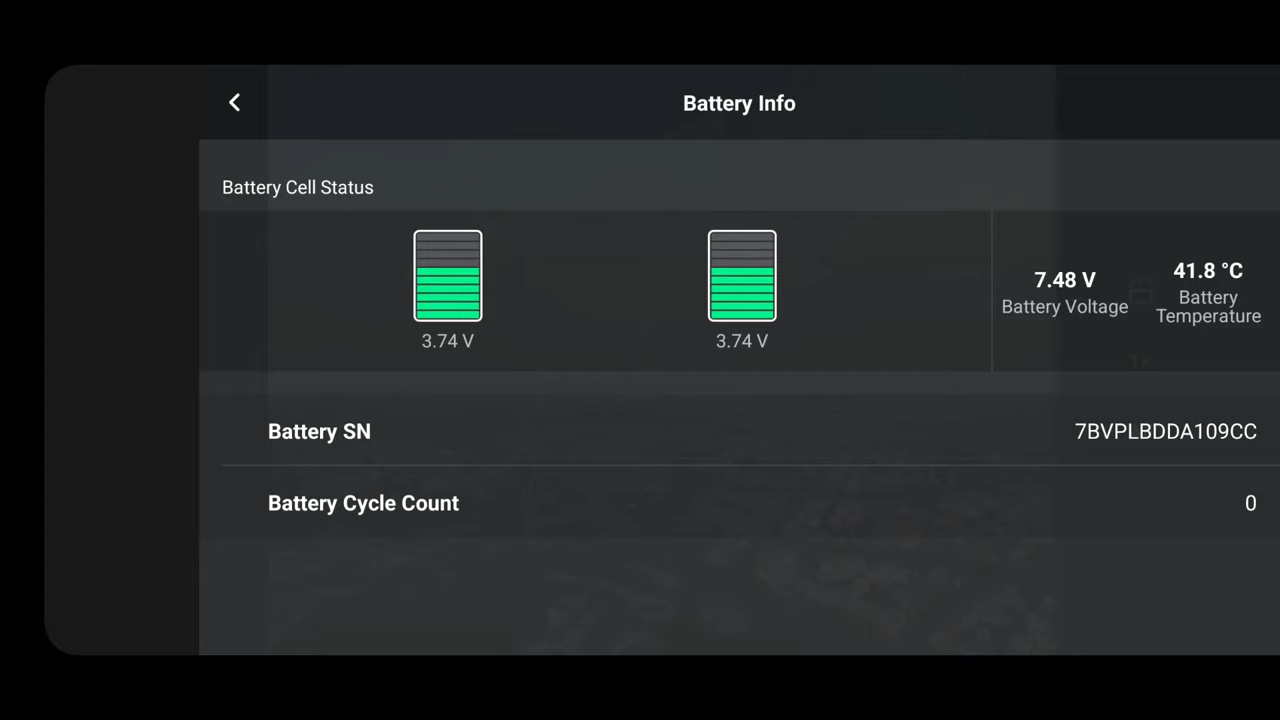 Battery Info
Battery Cell Status
3.74 V
3.74 V
7.48 V
Battery Voltage
41.8 °C
Battery
Temperature
Battery SN
7BVPLBDDA109CC
Battery Cycle Count
0